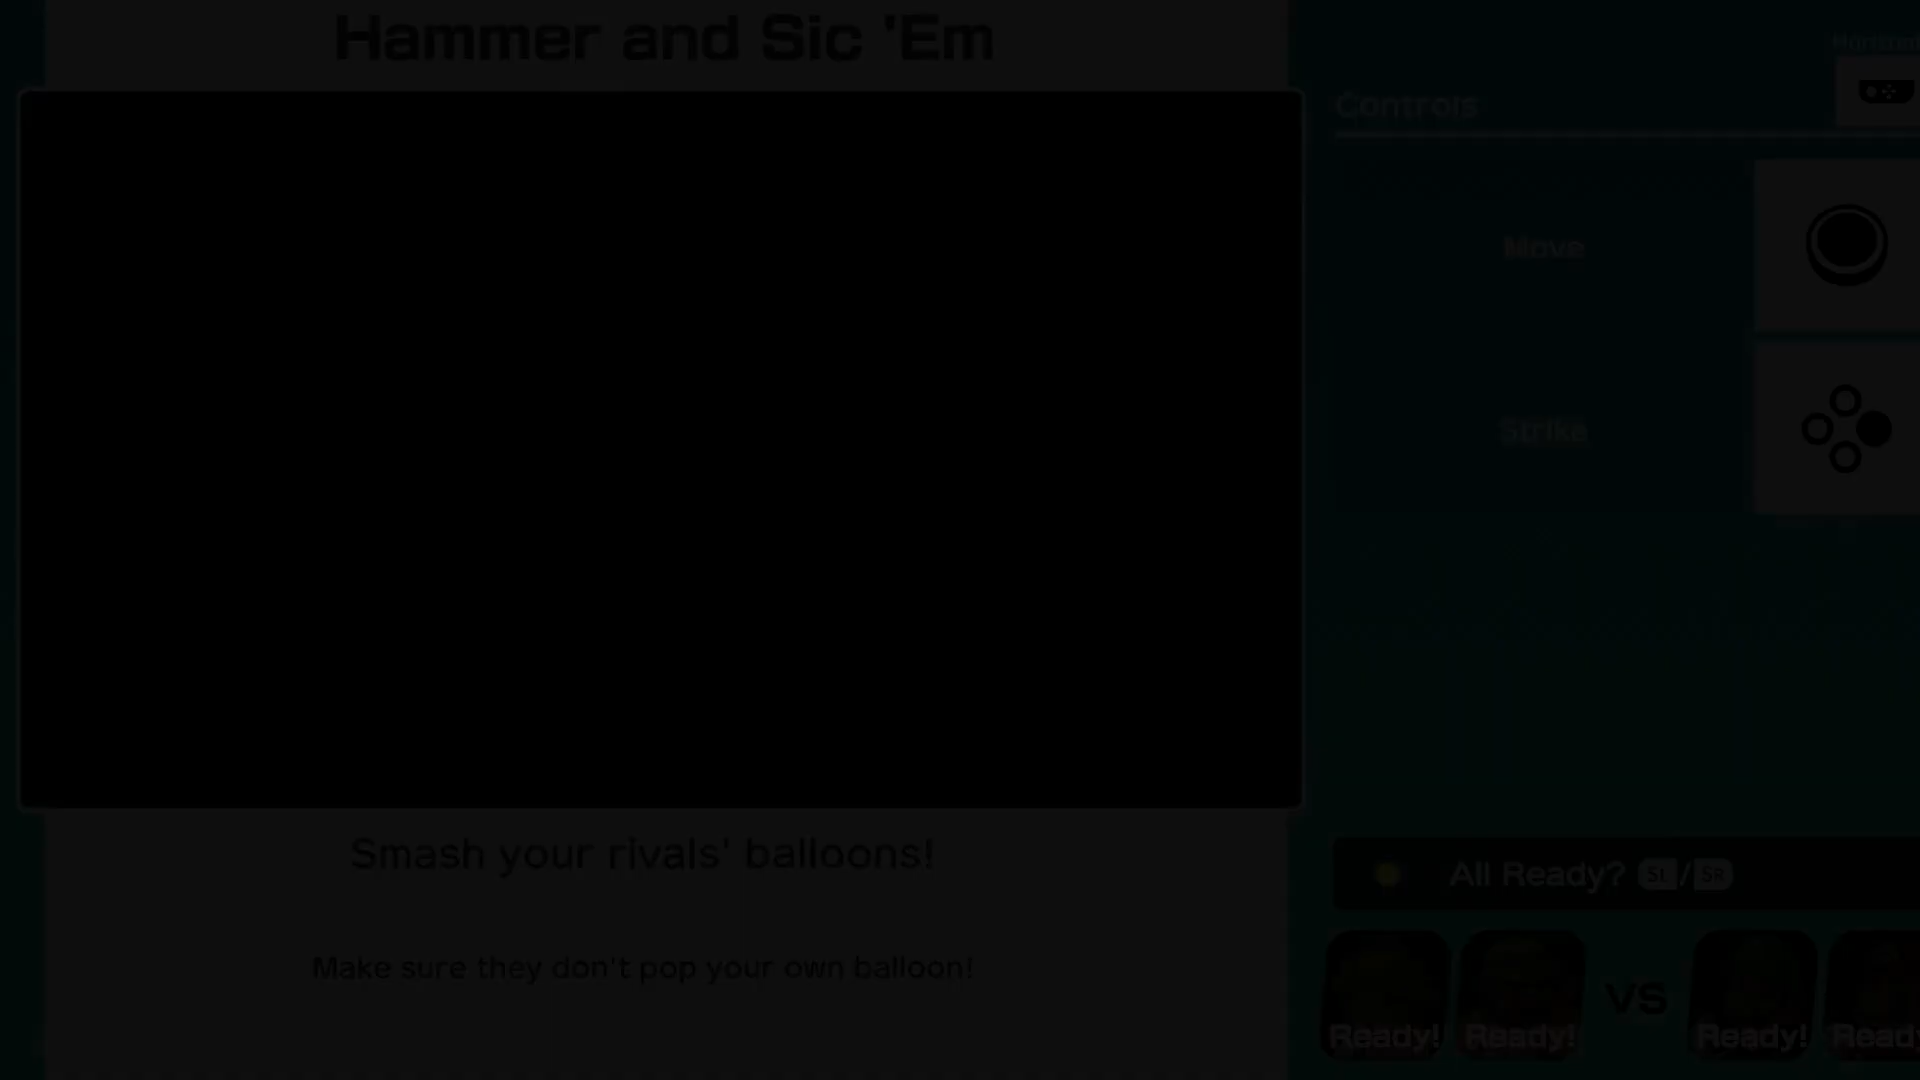 Hammer and Sic 'Em
Controls
Move
Strike
Smash your rivals' balloons!
Make sure they don't pop your own balloon!
All Ready? SL/SR
Ready! Ready! VS Ready! Ready